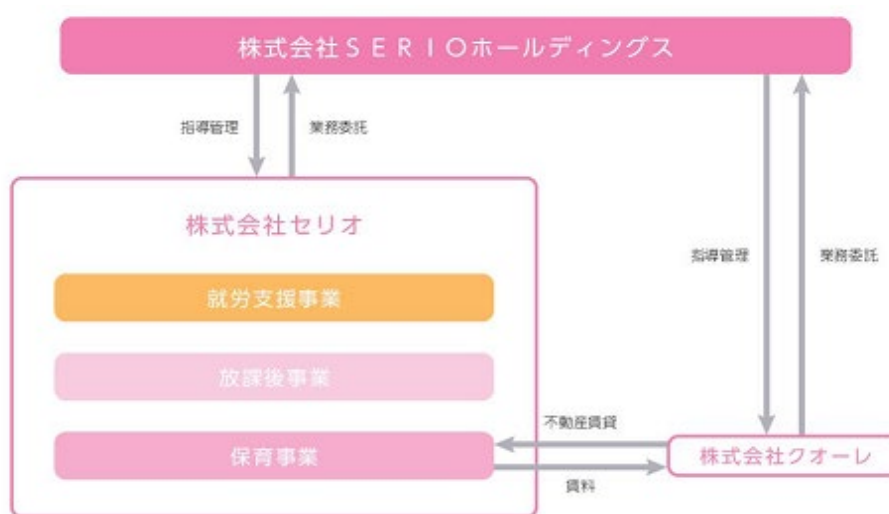 株式会社ＳＥＲＩＯホールディングス
指導管理
業務委託
株式会社セリオ
指導管理
業務委託
就労支援事業
放課後事業
不動産賃貸
保育事業
株式会社クオーレ
賃料